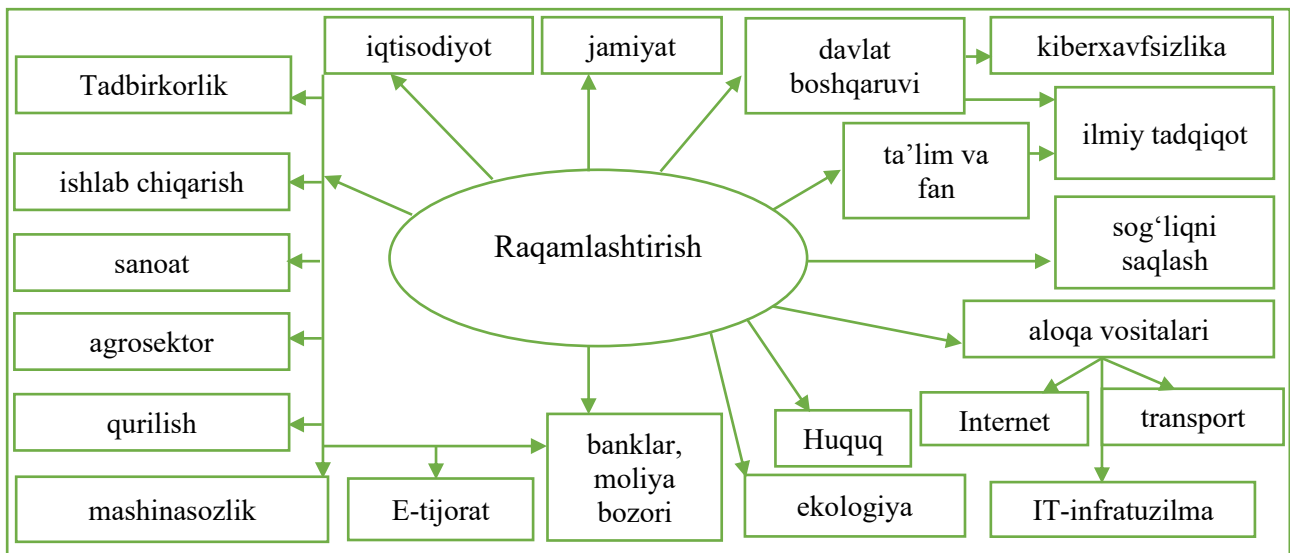 iqtisodiyot
jamiyat
davlat
boshqaruvi
kiberxavfsizlika
Tadbirkorlik
ilmiy tadqiqot
ta’lim va
fan
ishlab chiqarish
Raqamlashtirish
sog‘liqni
saqlash
sanoat
agrosektor
aloqa vositalari
qurilish
banklar,
moliya
bozori
Huquq
Internet
transport
mashinasozlik
E-tijorat
ekologiya
IT-infratuzilma